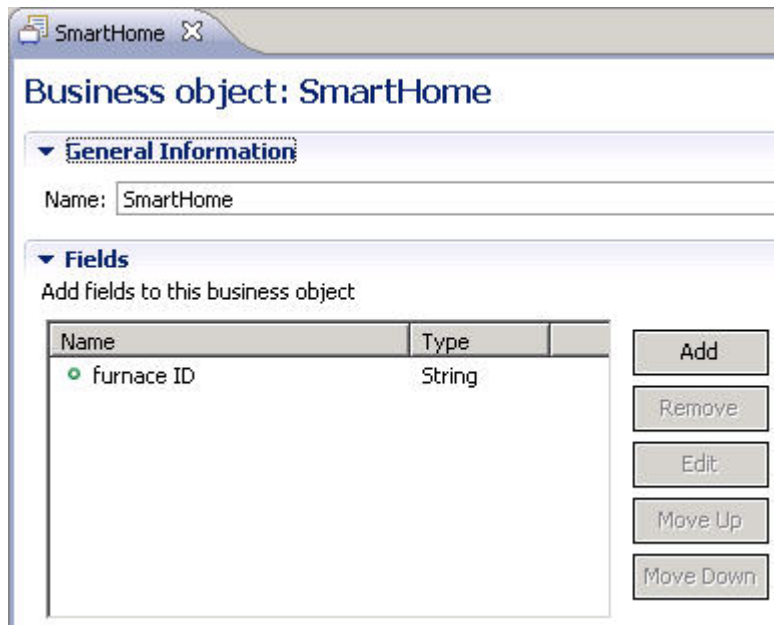 SmartHome
Business object: SmartHome
General Information
Name: SmartHome
Fields
Add fields to this business object
Name Type
furnace ID String
Add
Remove
Edit
Move Up
Move Down